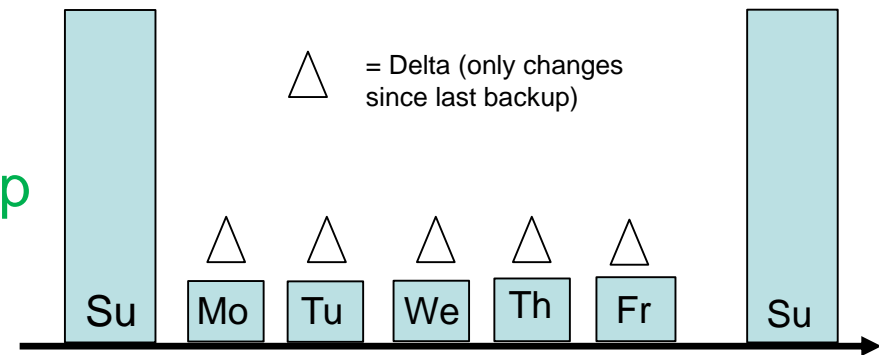 = Delta (only changes
since last backup)
p
Su Mo Tu We Th Fr Su